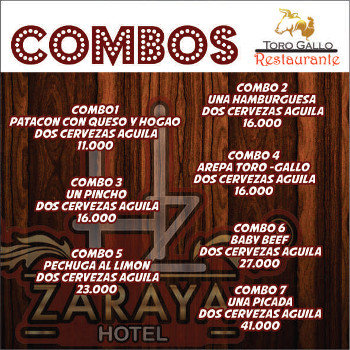 COMBOS
TORO GALLO
Restaurante
COMBO1
PATACON CON QUESO Y HOGAO
DOS CERVEZAS AGUILA
11.000
COMBO 2
UNA HAMBURGUESA
DOS CERVEZAS AGUILA
16.000
COMBO 3
UN PINCHO
DOS CERVEZAS AGUILA
16.000
COMBO 4
AREPA TORO -GALLO
DOS CERVEZAS AGUILA
16.000
COMBO 5
PECHUGA AL LIMON
DOS CERVEZAS AGUILA
23.000
COMBO 6
BABY BEEF
DOS CERVEZAS AGUILA
27.000
COMBO 7
UNA PICADA
DOS CERVEZAS AGUILA
41.000
HZ
ZARAYA
HOTEL